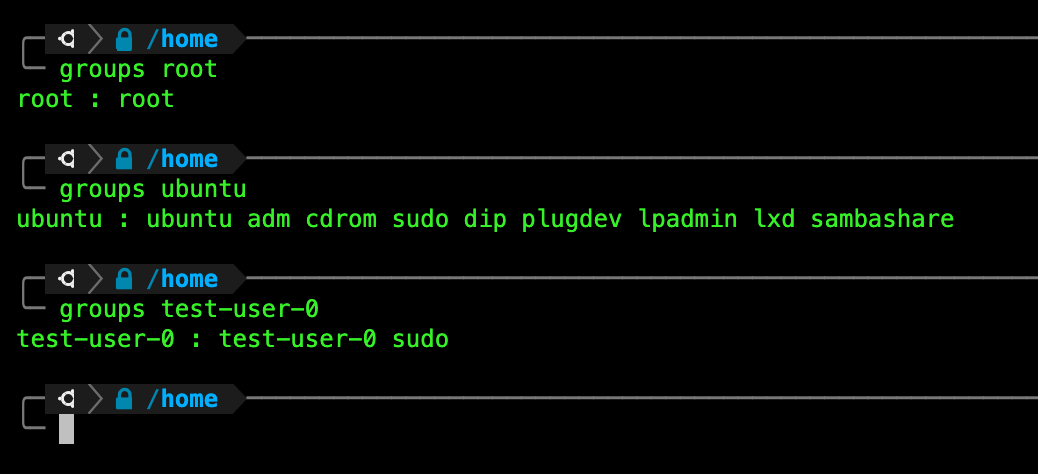 /home
groups root
root : root
/home
groups ubuntu
ubuntu : ubuntu adm cdrom sudo dip plugdev lpadmin lxd sambashare
/home
groups test-user-0
test-user-0 : test-user-0 sudo
/home